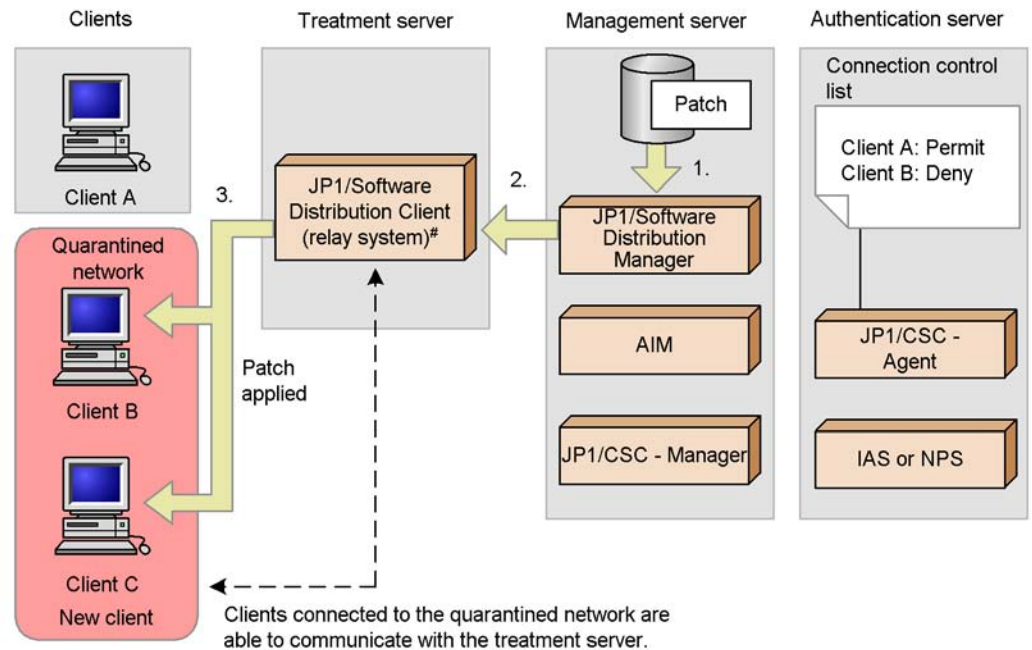 Clients
Treatment server
Management server
Authentication server
Client A
Quarantined
network
Client B
Client C
New client
3.
Patch
applied
JP1/Software
Distribution Client
(relay system)#
2.
Patch
1.
JP1/Software
Distribution
Manager
AIM
JP1/CSC - Manager
Connection control
list
Client A: Permit
Client B: Deny
JP1/CSC -
Agent
IAS or NPS
Clients connected to the quarantined network are
able to communicate with the treatment server.